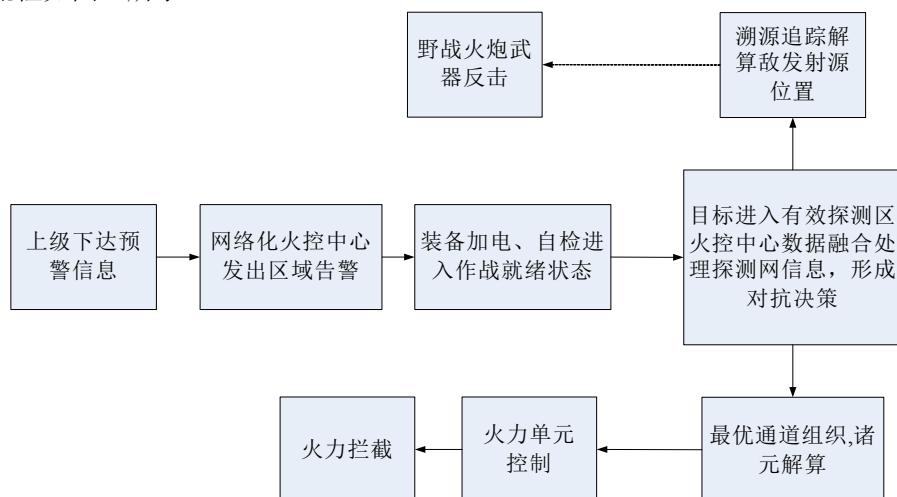 野战火炮武
器反击
溯源追踪解
算敌发射源
位置
上级下达预
警信息
网络化火控中心
发出区域告警
装备加电、自检进
入作战就绪状态
目标进入有效探测区
火控中心数据融合处
理探测网信息，形成
对抗决策
火力拦截
火力单元
控制
最优通道组织,诸
元解算